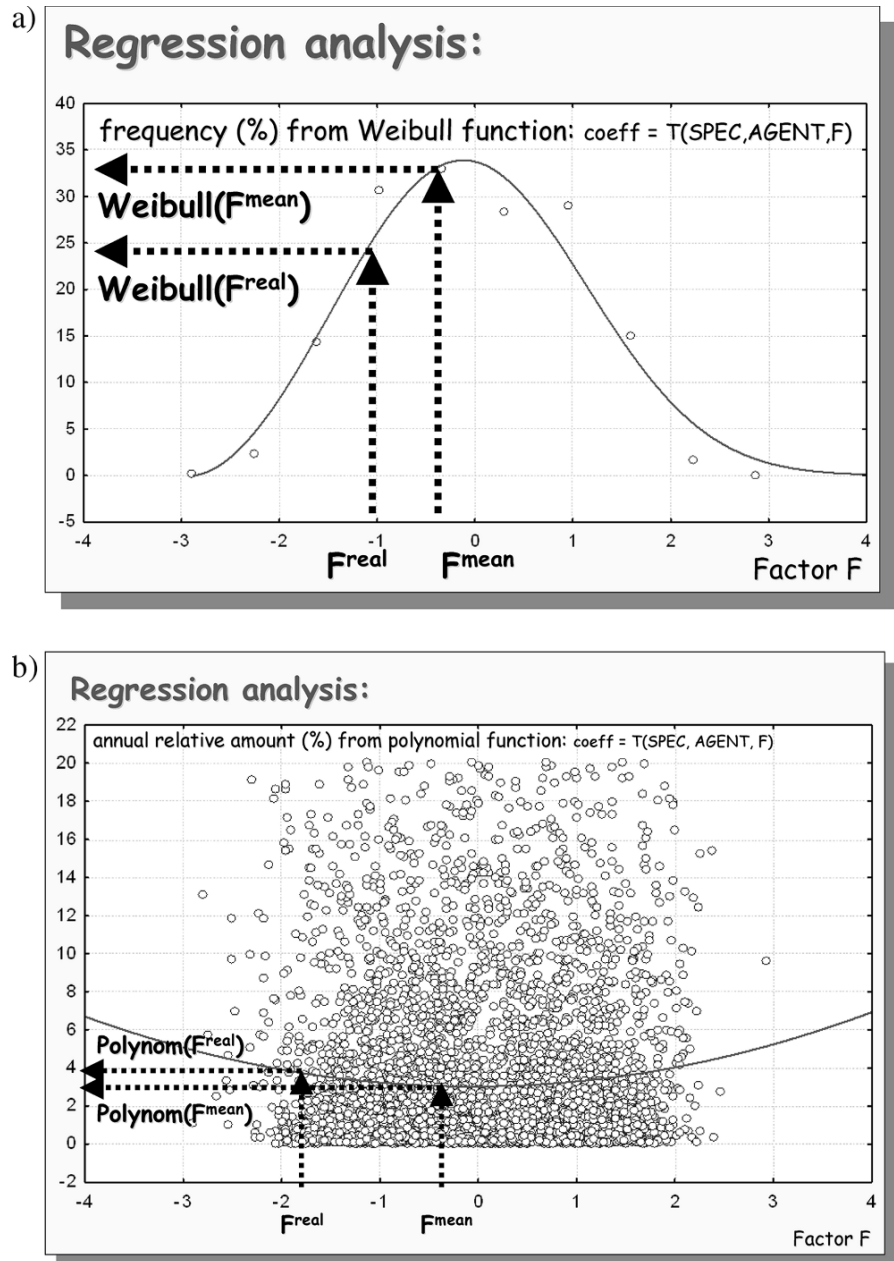 a)
Regression analysis:
40
frequency (%) from Weibull function: coeff = T(SPEC,AGENT,F)
35
30
Weibull(Fmean)
25
Weibull(Freal)
20
15
10
5
0
-5
-4 -3 -2 -1 0 1 2 3 4
Freal Fmean
Factor F
b)
Regression analysis:
22
annual relative amount (%) from polynomial function: coeff = T(SPEC, AGENT, F)
20
18
16
14
12
10
8
6
Polynom(Freal)
4
2
Polynom(Fmean)
0
-2
-4 -3 -2 -1 0 1 2 3 4
Freal Fmean
Factor F